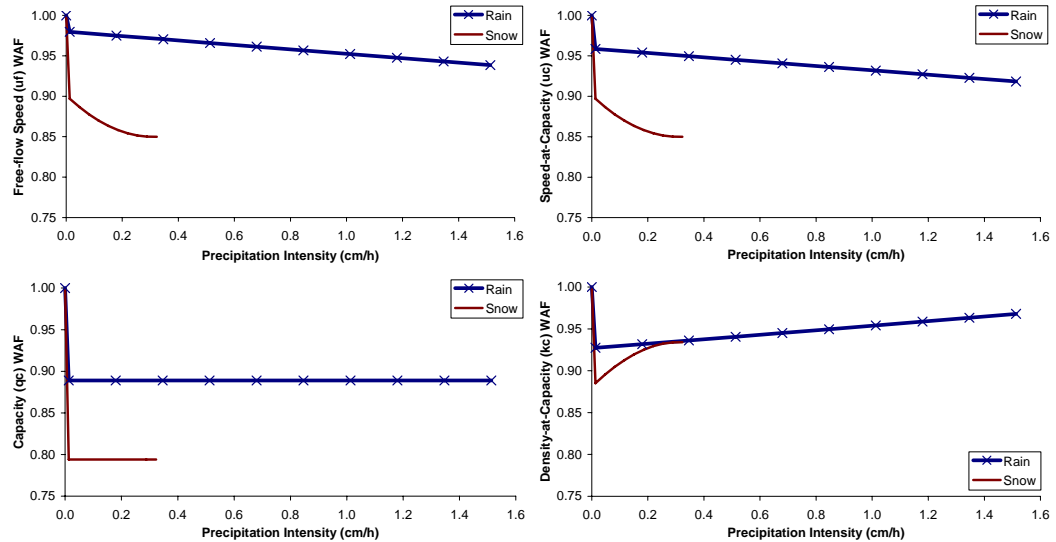 Free-flow Speed (uf) WAF
1.00
0.95
0.90
0.85
0.80
0.75
0.0 0.2 0.4 0.6 0.8 1.0 1.2 1.4 1.6
Precipitation Intensity (cm/h)
Rain
Snow
Speed-at-Capacity (uc) WAF
1.00
0.95
0.90
0.85
0.80
0.75
0.0 0.2 0.4 0.6 0.8 1.0 1.2 1.4 1.6
Precipitation Intensity (cm/h)
Rain
Snow
Capacity (qc) WAF
1.00
0.95
0.90
0.85
0.80
0.75
0.0 0.2 0.4 0.6 0.8 1.0 1.2 1.4 1.6
Precipitation Intensity (cm/h)
Rain
Snow
Density-at-Capacity (kc) WAF
1.00
0.95
0.90
0.85
0.80
0.75
0.0 0.2 0.4 0.6 0.8 1.0 1.2 1.4 1.6
Precipitation Intensity (cm/h)
Rain
Snow